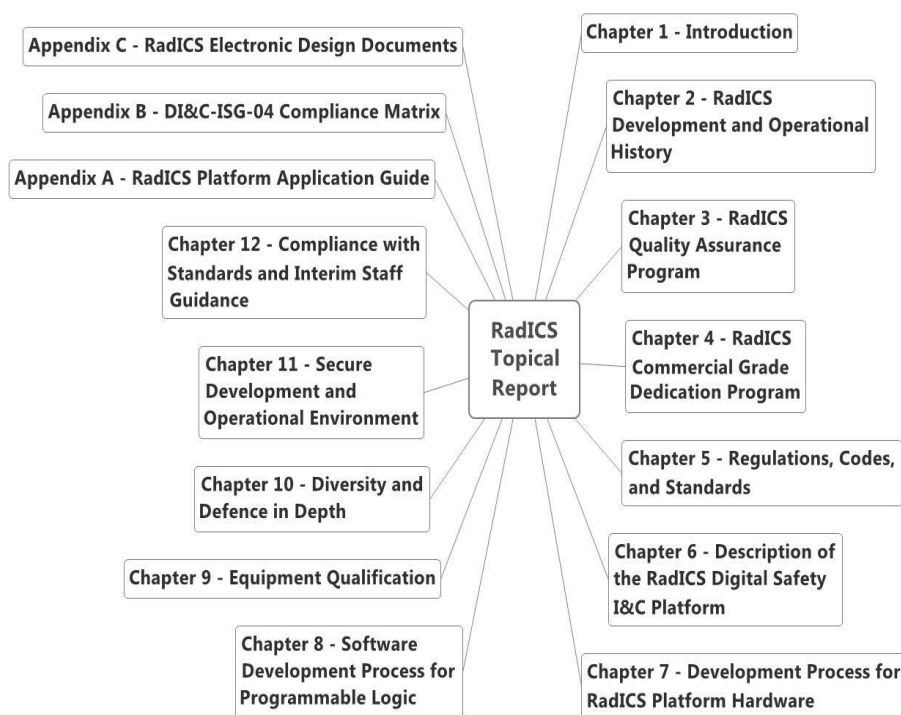 Chapter 1 - Introduction
Chapter 2 - RadICS
Development and Operational
History
Chapter 3 - RadICS
Quality Assurance
Program
Chapter 4 - RadICS
Commercial Grade
Dedication Program
Chapter 5 - Regulations, Codes,
and Standards
Chapter 6 - Description of
the RadICS Digital Safety
I&C Platform
Chapter 7 - Development Process for
RadICS Platform Hardware
Chapter 8 - Software
Development Process for
Programmable Logic
Chapter 9 - Equipment Qualification
Chapter 10 - Diversity and
Defence in Depth
Chapter 11 - Secure
Development and
Operational Environment
Chapter 12 - Compliance with
Standards and Interim Staff
Guidance
Appendix A - RadICS Platform Application Guide
Appendix B - DI&C-ISG-04 Compliance Matrix
Appendix C - RadICS Electronic Design Documents
RadICS
Topical
Report